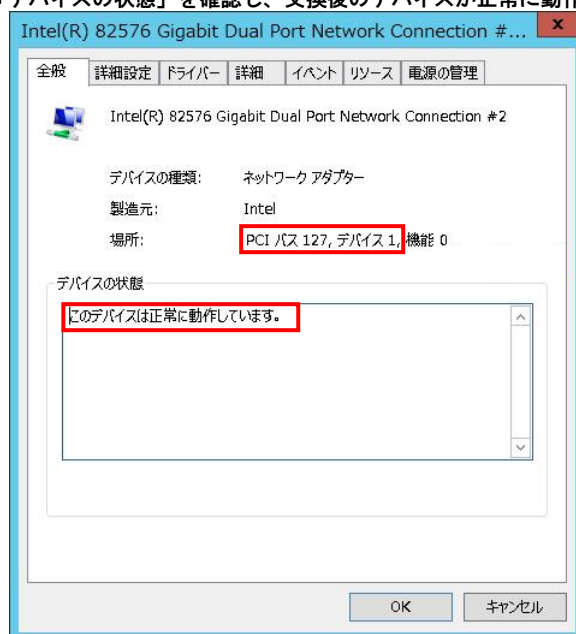 デバイスの状態」を確認し、交換後のデバイスが正常に動作
Intel(R) 82576 Gigabit Dual Port Network Connection #...
x
全般 詳細設定 ドライバー 詳細 イベント リソース 電源の管理
Intel(R) 82576 Gigabit Dual Port Network Connection #2
デバイスの種類: ネットワーク アダプター
製造元: Intel
場所: PCI バス 127, デバイス 1, 機能 0
デバイスの状態
このデバイスは正常に動作しています。
OK キャンセル